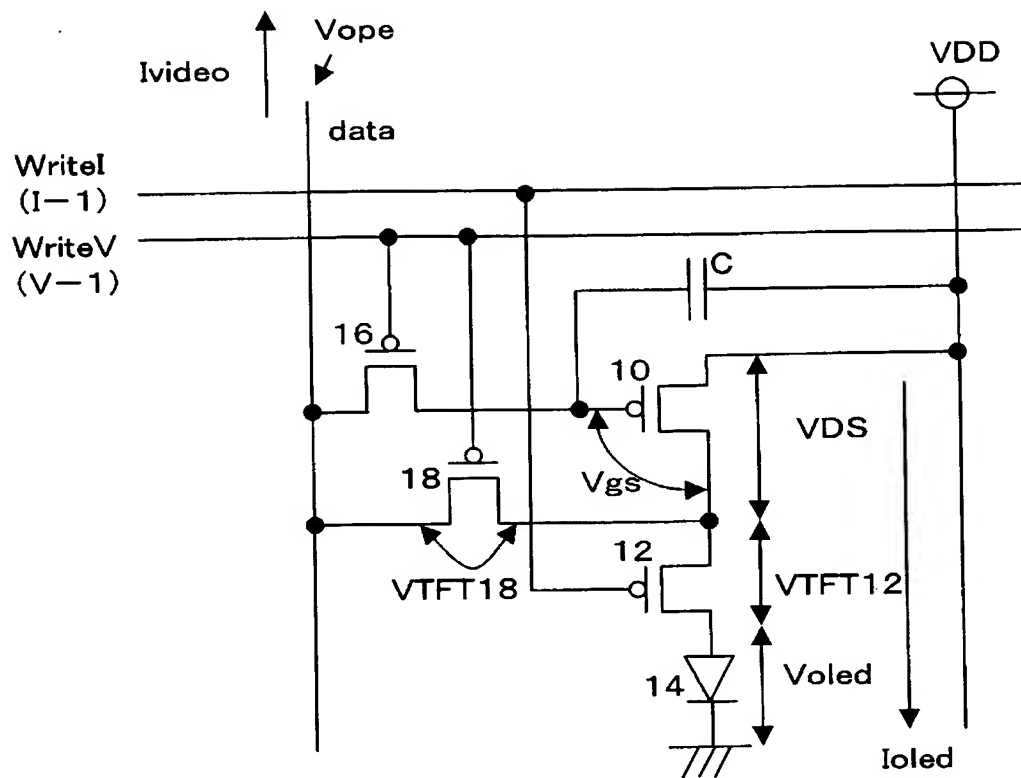 Vope
Ivideo
VDD
data
WriteI
(I-1)
WriteV
(V-1)
C
16
10
VDS
18
Vgs
12
VTFT18
VTFT12
14
Voled
Ioled